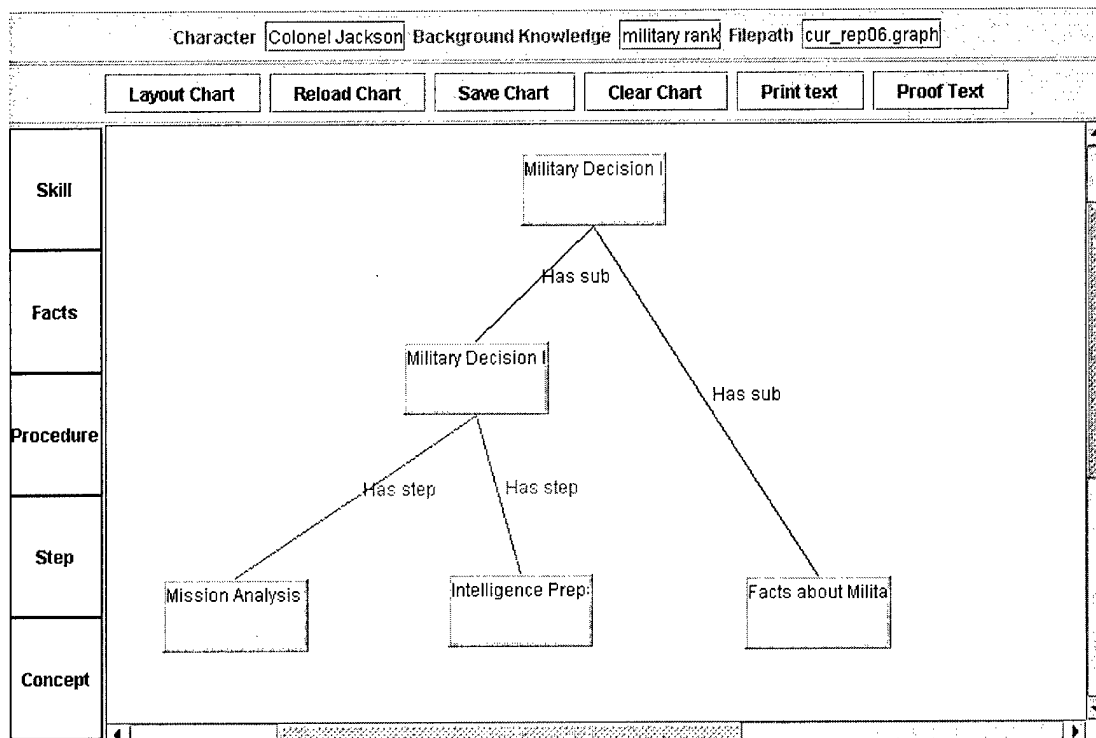 Character Colonel Jackson Background Knowledge military rank Filepath cur_rep06.graph
Layout Chart Reload Chart Save Chart Clear Chart Print text Proof Text
Skill
Facts
Procedure
Step
Concept
Military Decision I
Has sub
Military Decision I
Has sub
Has step
Has step
Mission Analysis
Intelligence Prep
Facts about Milita